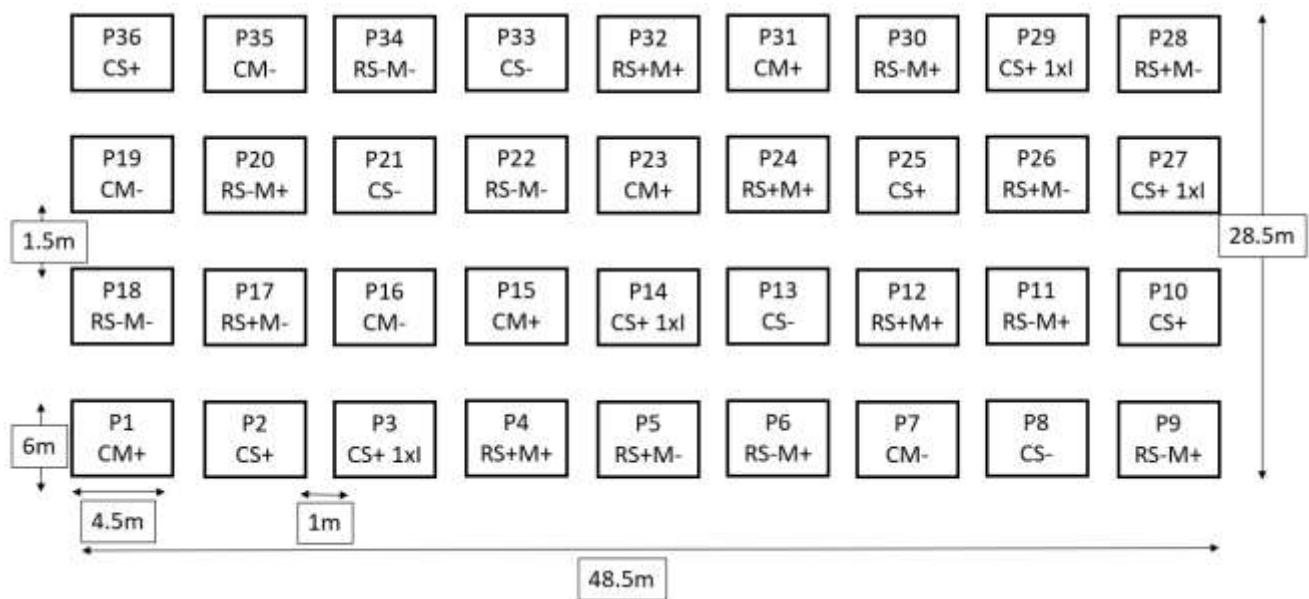 P36 P35 P34 P33 P32 P31 P30 P29 P28
CS+ CM- RS-M- CS- RS+M+ CM+ RS-M+ CS+ 1xl RS+M-
P19 P20 P21 P22 P23 P24 P25 P26 P27
CM- RS-M+ CS- RS-M- CM+ RS+M+ CS+ RS+M- CS+ 1xl
1.5m
28.5m
P18 P17 P16 P15 P14 P13 P12 P11 P10
RS-M- RS+M- CM- CM+ CS+ 1xl CS- RS+M+ RS-M+ CS+
P1 P2 P3 P4 P5 P6 P7 P8 P9
CM+ CS+ CS+ 1xl RS+M+ RS+M- RS-M+ CM- CS- RS-M+
6m
4.5m
1m
48.5m